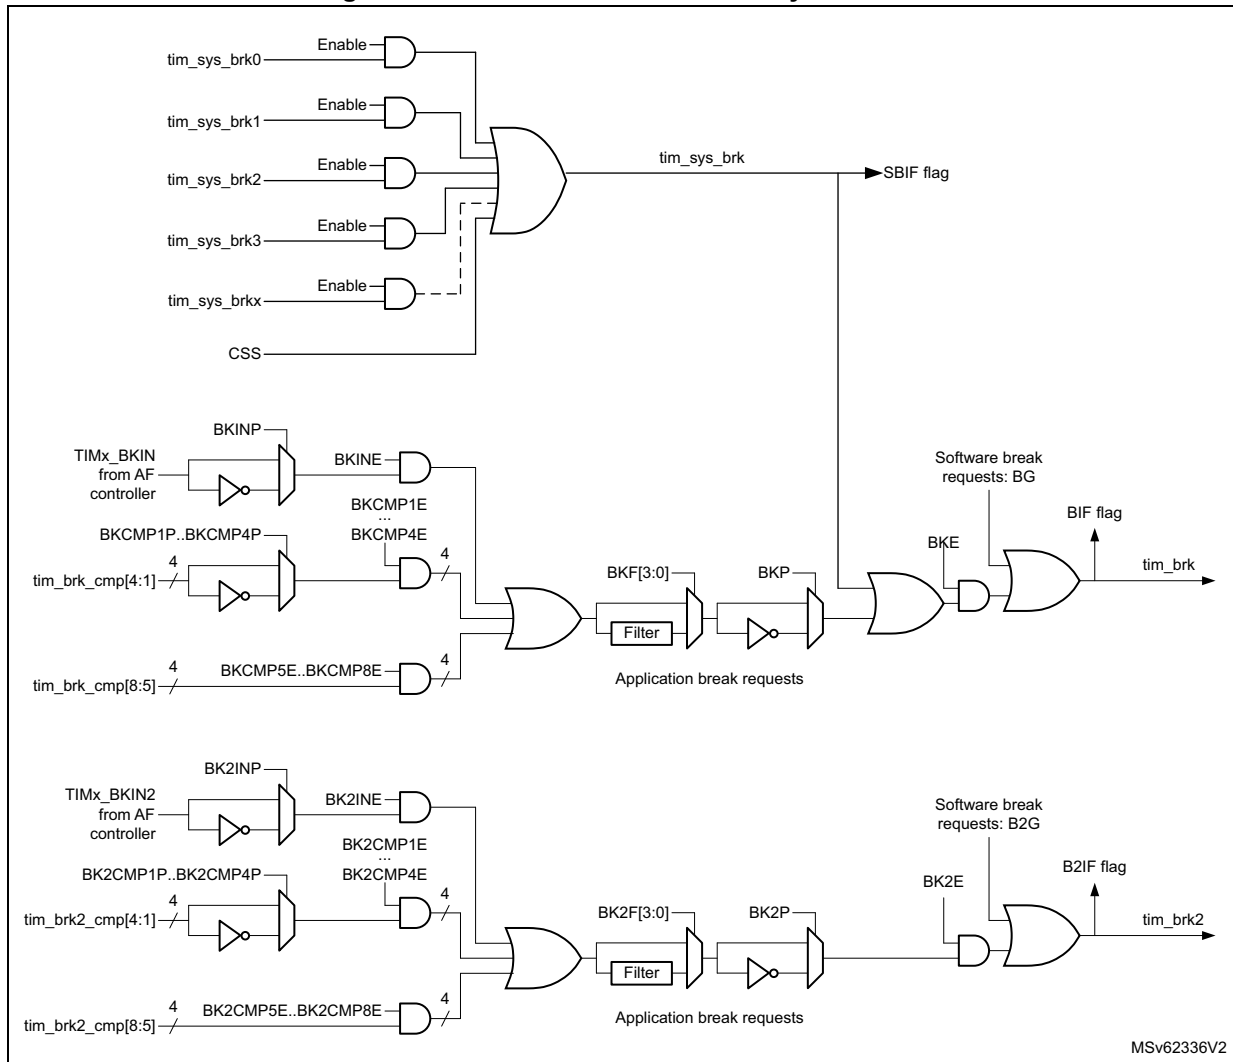 Enable
tim_sys_brk0
Enable
tim_sys_brk1
Enable
tim_sys_brk2
Enable
tim_sys_brk3
Enable
tim_sys_brkx
CSS
tim_sys_brk
SBIF flag
BKINP
TIMx_BKIN
from AF
controller
BKINE
BKCMP1E
...
BKCMP4E
4
BKCMP1P..BKCMP4P
4
tim_brk_cmp[4:1]
4
tim_brk_cmp[8:5]
BKCMP5E..BKCMP8E
4
BKF[3:0]
Filter
BKP
Application break requests
BKE
Software break
requests: BG
BIF flag
tim_brk
BK2INP
TIMx_BKIN2
from AF
controller
BK2INE
BK2CMP1E
...
BK2CMP4E
4
BK2CMP1P..BK2CMP4P
4
tim_brk2_cmp[4:1]
4
tim_brk2_cmp[8:5]
BK2CMP5E..BK2CMP8E
4
BK2F[3:0]
Filter
BK2P
Application break requests
BK2E
Software break
requests: B2G
B2IF flag
tim_brk2
MSv62336V2